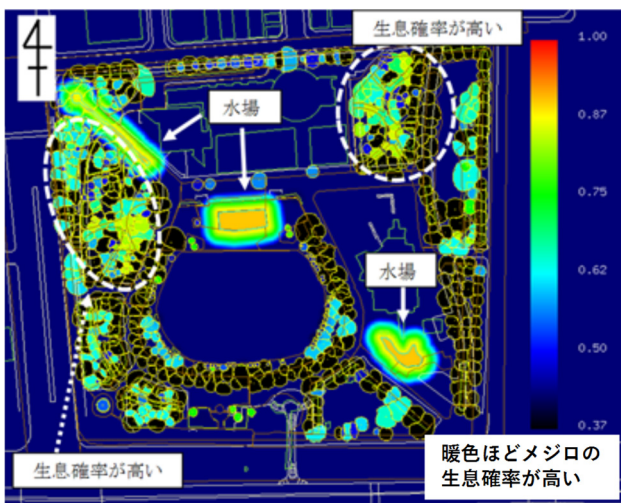 生息確率が高い
1.00
水場
0.87
0.75
水場
0.62
0.50
0.37
暖色ほどメジロの
生息確率が高い
生息確率が高い